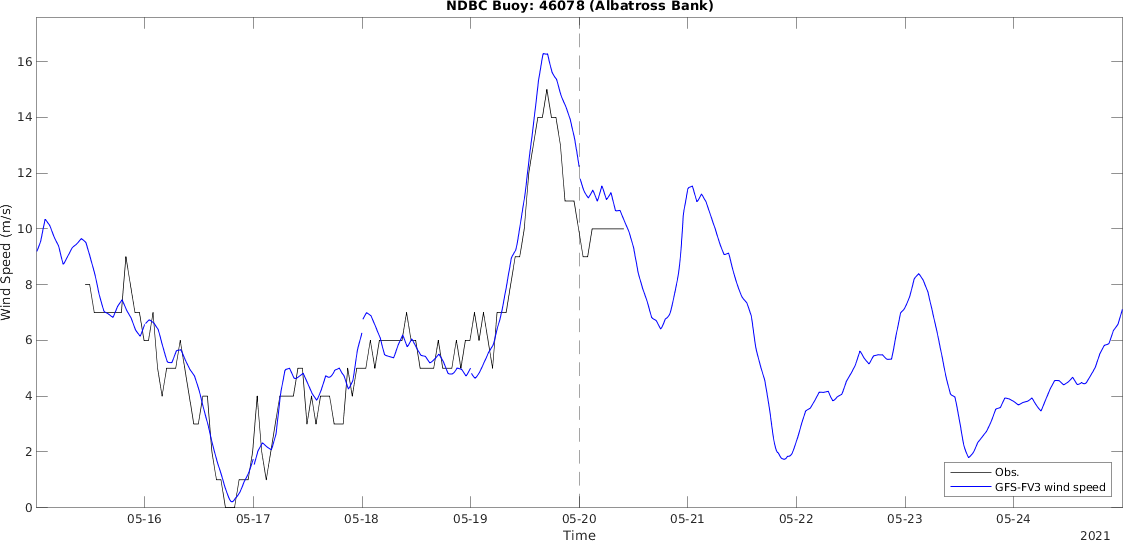 NDBC Buoy: 46078 (Albatross Bank)
Wind Speed (m/s)
16
14
12
10
8
6
4
2
0
05-16 05-17 05-18 05-19 05-20 05-21 05-22 05-23 05-24
Time
2021
Obs.
GFS-FV3 wind speed